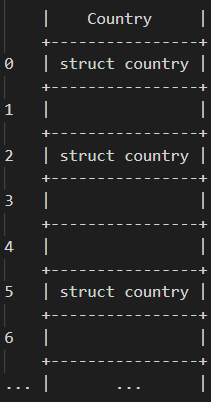 | Country |
+---------------+
0 | struct country |
+---------------+
1 | |
+---------------+
2 | struct country |
+---------------+
3 | |
+---------------+
4 | |
+---------------+
5 | struct country |
+---------------+
6 | |
+---------------+
... | ... |